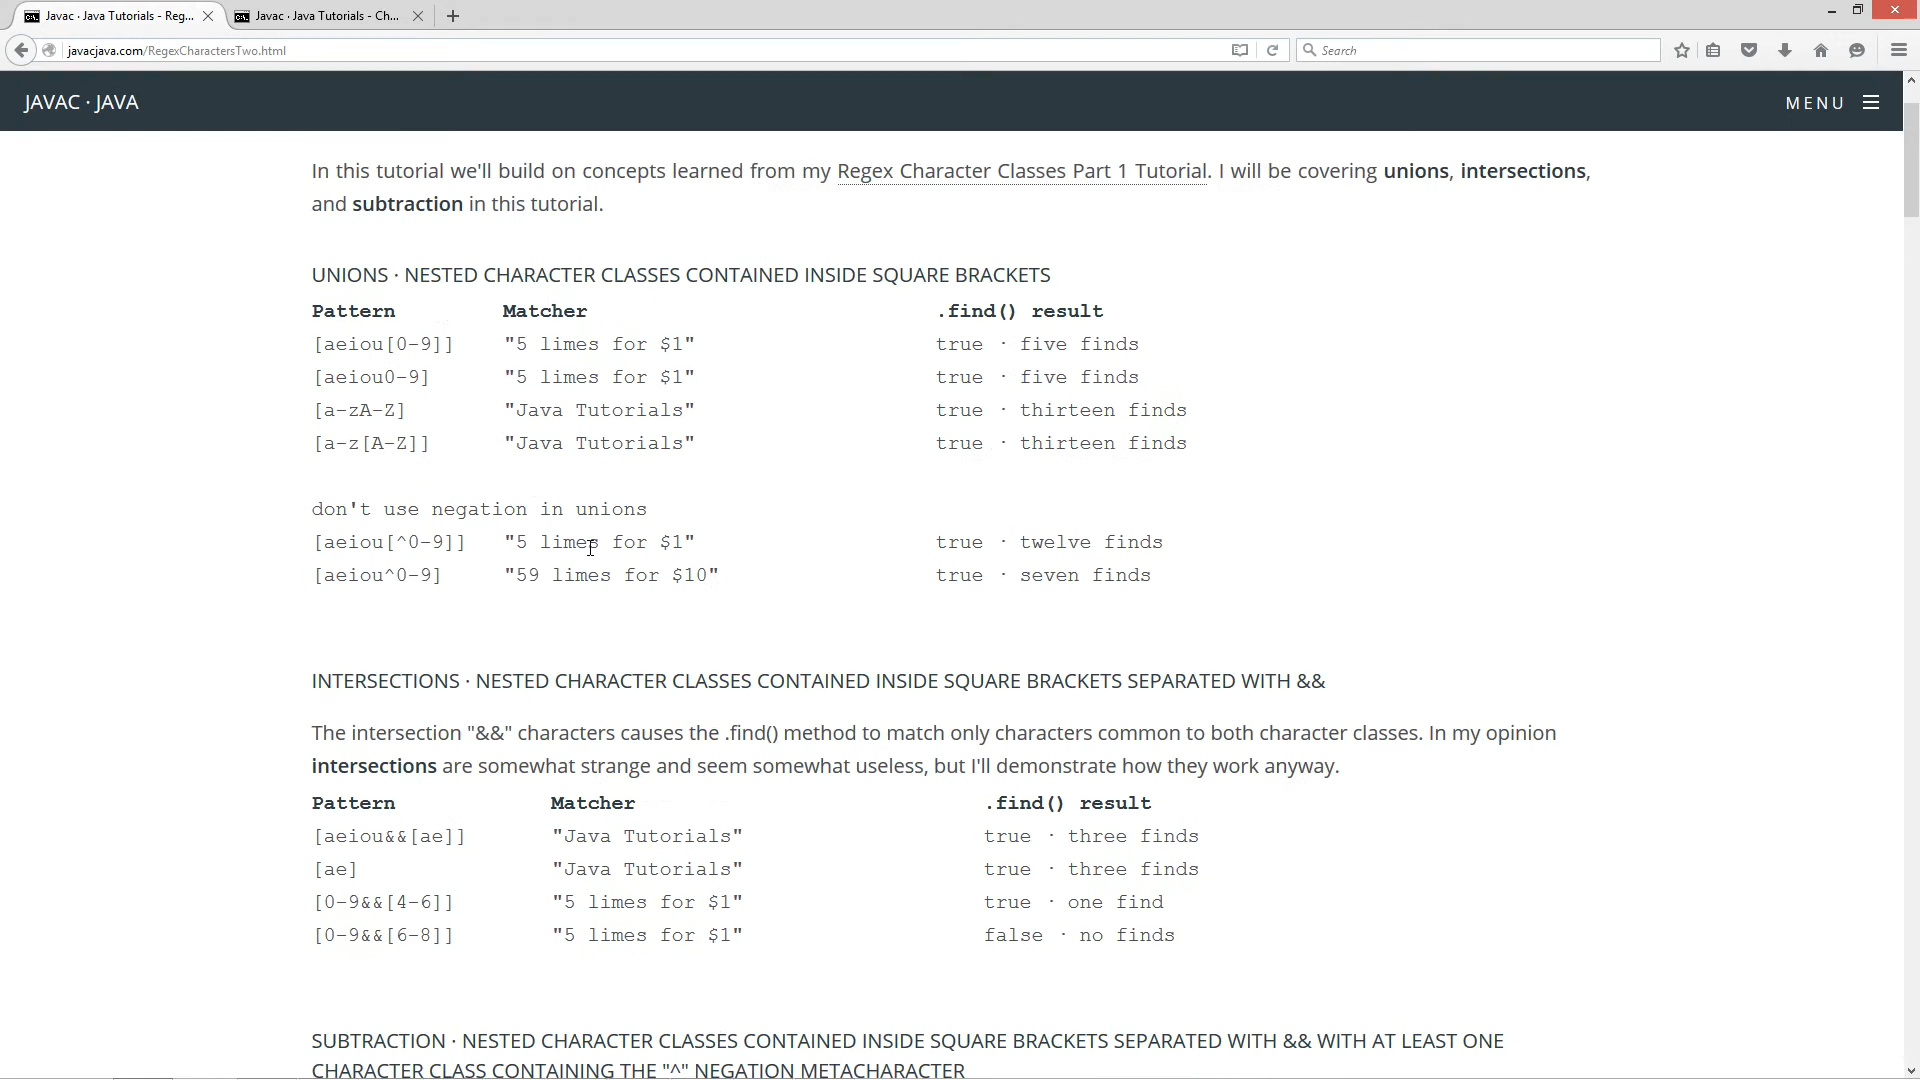 Javac · Java Tutorials - Reg...
Javac · Java Tutorials - Ch...
javacjava.com/RegexCharactersTwo.html
Search
JAVAC · JAVA
MENU
In this tutorial we'll build on concepts learned from my Regex Character Classes Part 1 Tutorial. I will be covering unions, intersections,
and subtraction in this tutorial.
UNIONS · NESTED CHARACTER CLASSES CONTAINED INSIDE SQUARE BRACKETS
Pattern Matcher .find() result
[aeiou[0-9]] "5 limes for $1" true · five finds
[aeiou0-9] "5 limes for $1" true · five finds
[a-zA-Z] "Java Tutorials" true · thirteen finds
[a-z[A-Z]] "Java Tutorials" true · thirteen finds
don't use negation in unions
[aeiou[^0-9]] "5 limes for $1" true · twelve finds
[aeiou^0-9] "59 limes for $10" true · seven finds
INTERSECTIONS · NESTED CHARACTER CLASSES CONTAINED INSIDE SQUARE BRACKETS SEPARATED WITH &&
The intersection "&&" characters causes the .find() method to match only characters common to both character classes. In my opinion
intersections are somewhat strange and seem somewhat useless, but I'll demonstrate how they work anyway.
Pattern Matcher .find() result
[aeiou&&[ae]] "Java Tutorials" true · three finds
[ae] "Java Tutorials" true · three finds
[0-9&&[4-6]] "5 limes for $1" true · one find
[0-9&&[6-8]] "5 limes for $1" false · no finds
SUBTRACTION · NESTED CHARACTER CLASSES CONTAINED INSIDE SQUARE BRACKETS SEPARATED WITH && WITH AT LEAST ONE
CHARACTER CLASS CONTAINING THE "^" NEGATION METACHARACTER